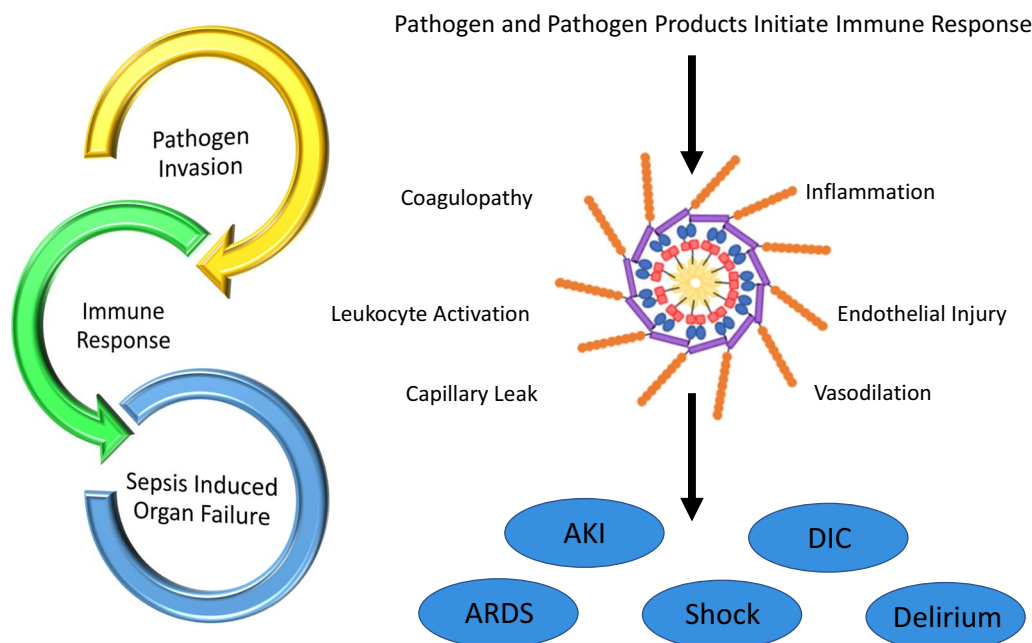 Pathogen and Pathogen Products Initiate Immune Response
Pathogen
Invasion
Immune
Response
Sepsis Induced
Organ Failure
Coagulopathy
Inflammation
Leukocyte Activation
Endothelial Injury
Capillary Leak
Vasodilation
AKI
DIC
ARDS
Shock
Delirium